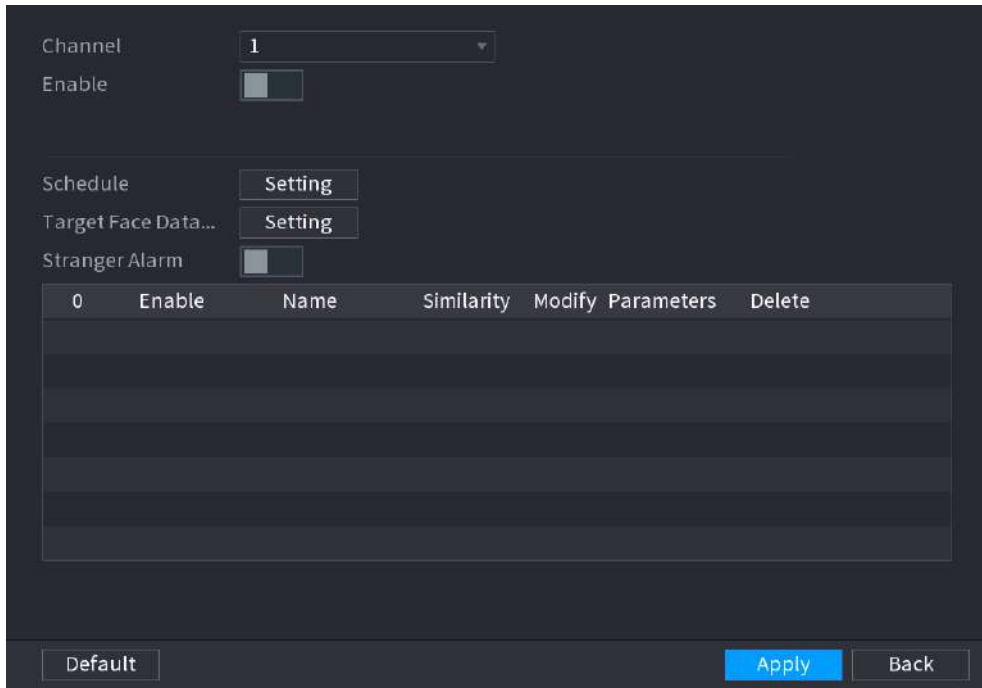 Channel 1
Enable
Schedule Setting
Target Face Data... Setting
Stranger Alarm
0 Enable Name Similarity Modify Parameters Delete
Default Apply Back